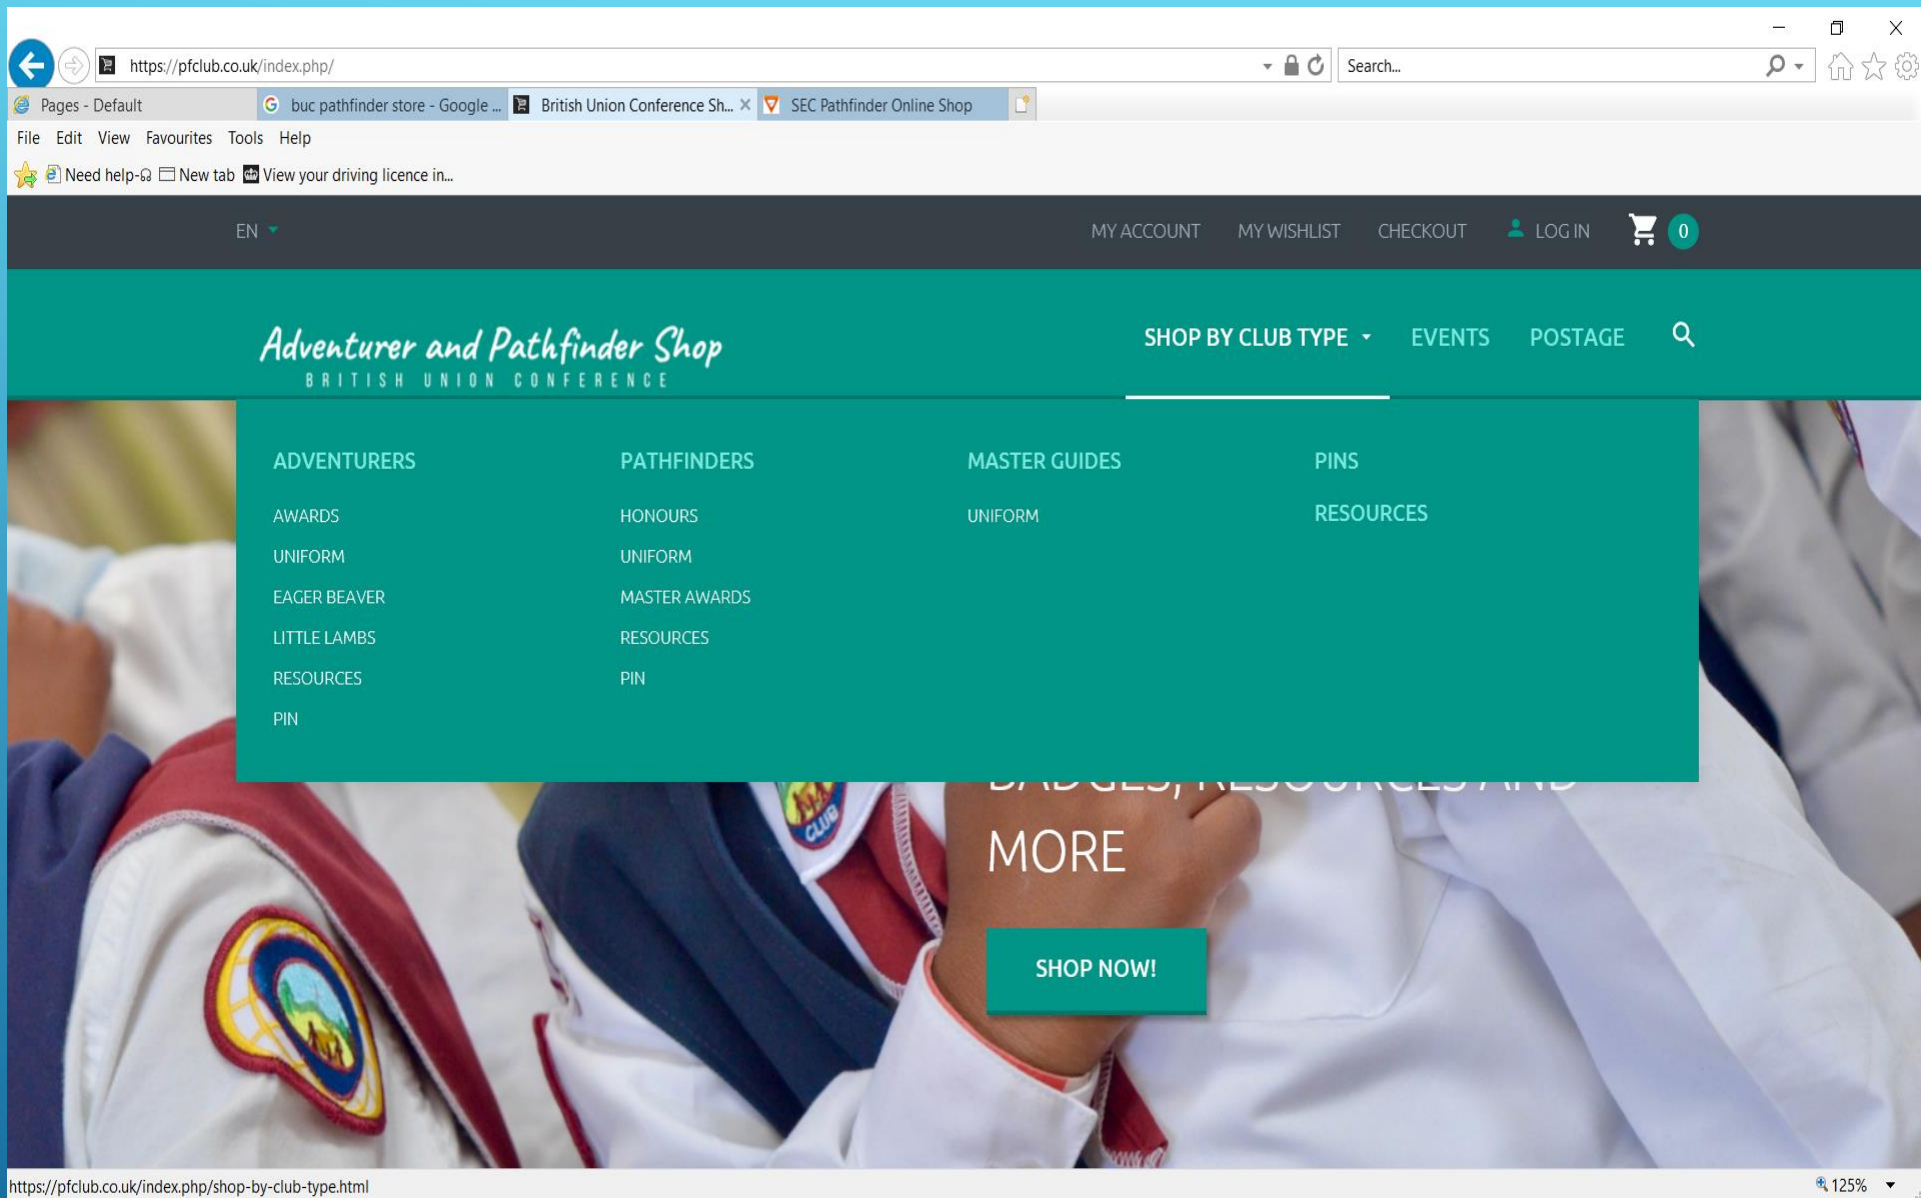 https://pfclub.co.uk/index.php/
Search...
Pages - Default
buc pathfinder store - Google ...
British Union Conference Sh...
SEC Pathfinder Online Shop
File Edit View Favourites Tools Help
Need help- New tab View your driving licence in...
EN MY ACCOUNT MY WISHLIST CHECKOUT LOG IN 0
Adventurer and Pathfinder Shop
BRITISH UNION CONFERENCE
SHOP BY CLUB TYPE EVENTS POSTAGE
ADVENTURERS
AWARDS
UNIFORM
EAGER BEAVER
LITTLE LAMBS
RESOURCES
PIN
PATHFINDERS
HONOURS
UNIFORM
MASTER AWARDS
RESOURCES
PIN
MASTER GUIDES
UNIFORM
PINS
RESOURCES
BADGES, RESOURCES AND
MORE
SHOP NOW!
CLUB
https://pfclub.co.uk/index.php/shop-by-club-type.html
125%